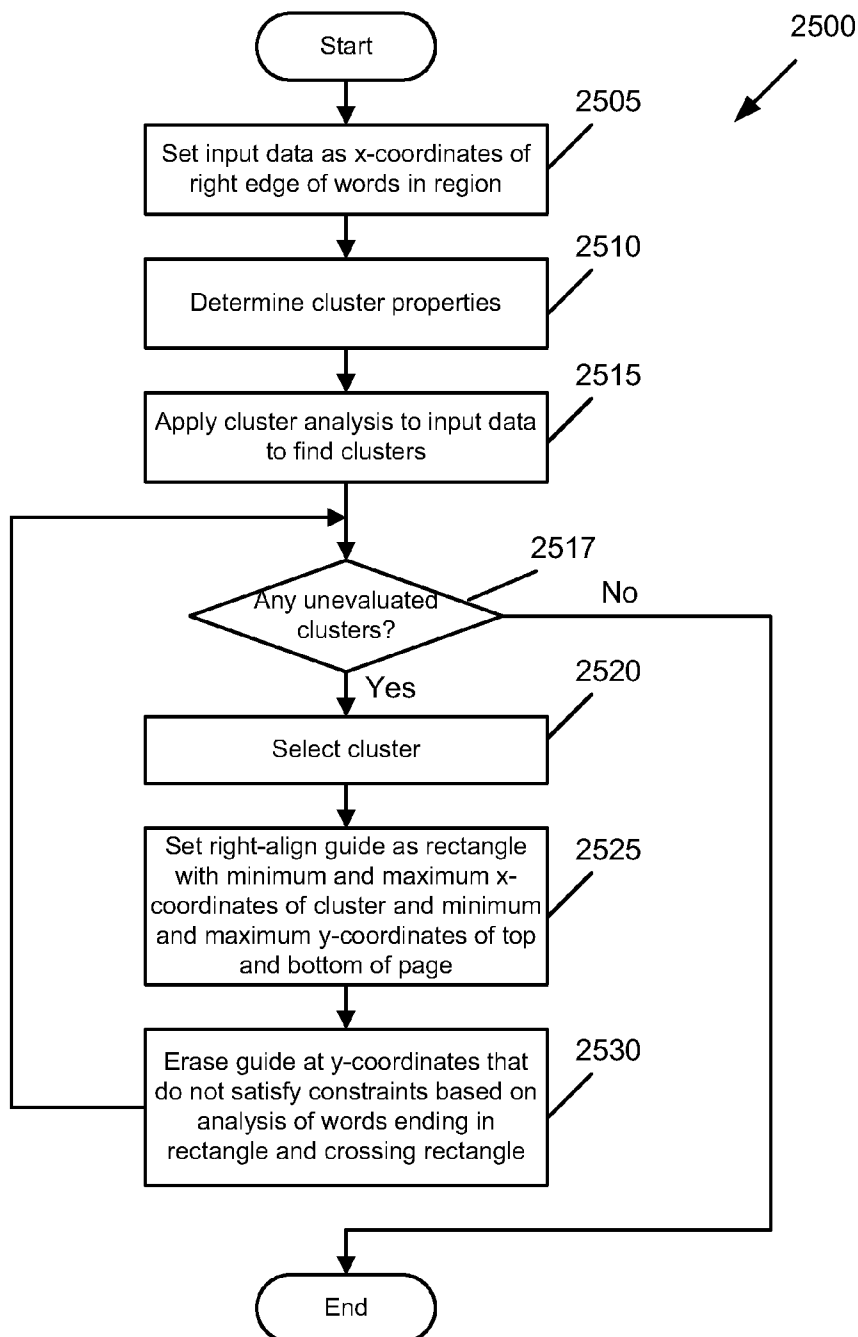 Start
2500
2505
Set input data as x-coordinates of
right edge of words in region
2510
Determine cluster properties
2515
Apply cluster analysis to input data
to find clusters
2517
Any unevaluated
clusters?
No
Yes
2520
Select cluster
2525
Set right-align guide as rectangle
with minimum and maximum x-
coordinates of cluster and minimum
and maximum y-coordinates of top
and bottom of page
2530
Erase guide at y-coordinates that
do not satisfy constraints based on
analysis of words ending in
rectangle and crossing rectangle
End